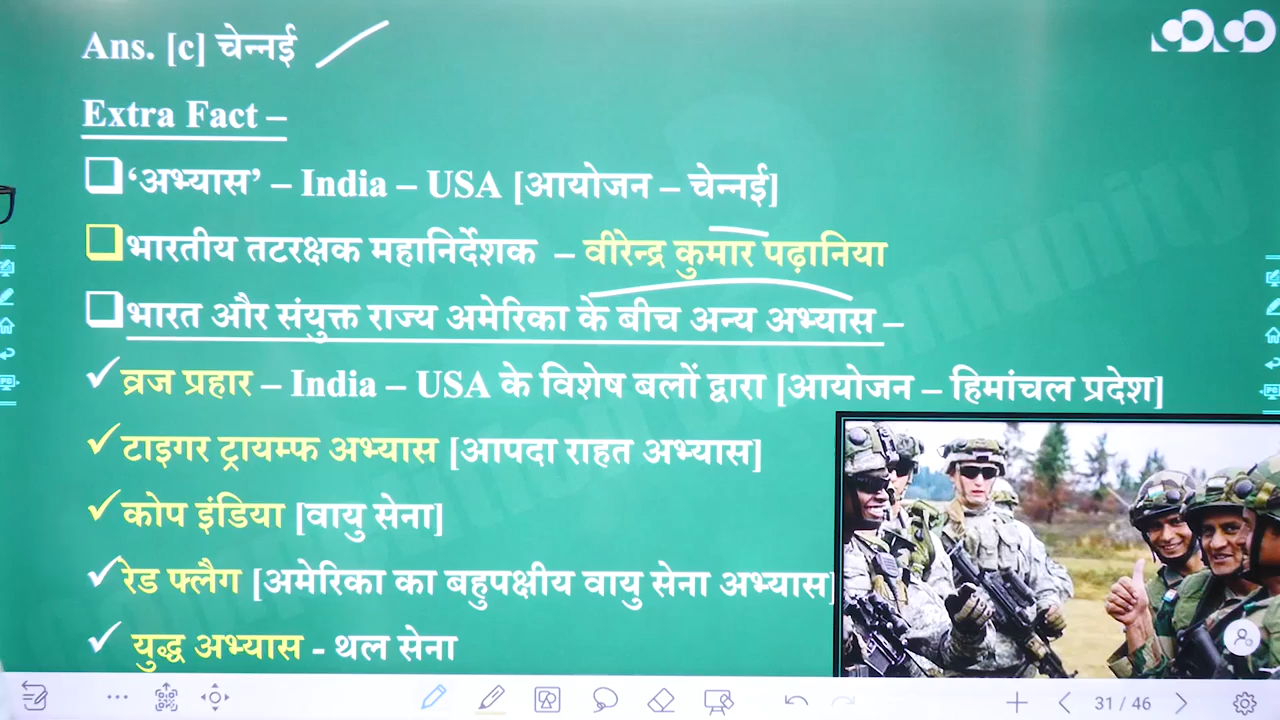 Ans. [c] चेन्नई
Extra Fact –
‘अभ्यास’ – India – USA [आयोजन – चेन्नई]
भारतीय तटरक्षक महानिर्देशक – वीरेन्द्र कुमार पढ़ानिया
भारत और संयुक्त राज्य अमेरिका के बीच अन्य अभ्यास –
व्रज प्रहार – India – USA के विशेष बलों द्वारा [आयोजन – हिमांचल प्रदेश]
टाइगर ट्रायम्फ अभ्यास [आपदा राहत अभ्यास]
कोप इंडिया [वायु सेना]
रेड फ्लैग [अमेरिका का बहुपक्षीय वायु सेना अभ्यास]
युद्ध अभ्यास - थल सेना
31 / 46